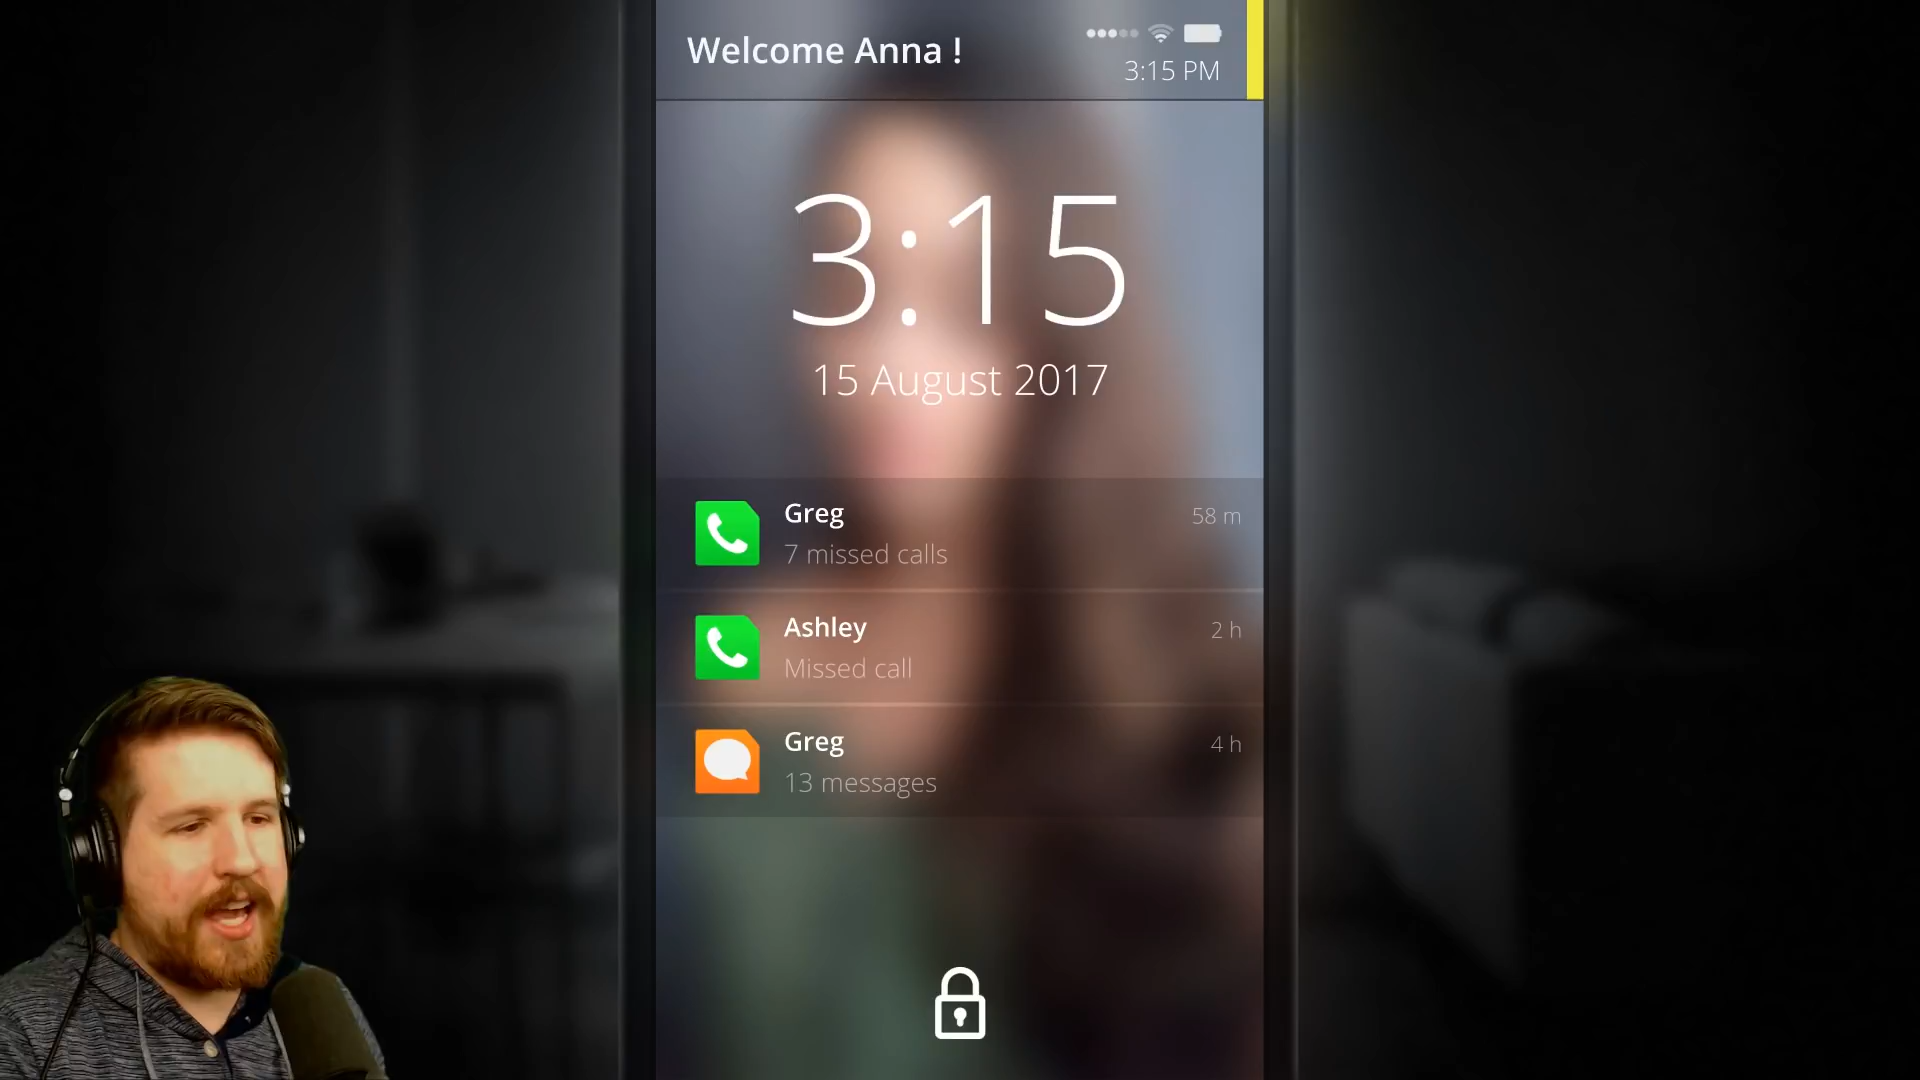 Welcome Anna !
3:15 PM
3:15
15 August 2017
Greg
58 m
7 missed calls
Ashley
2 h
Missed call
Greg
4 h
13 messages